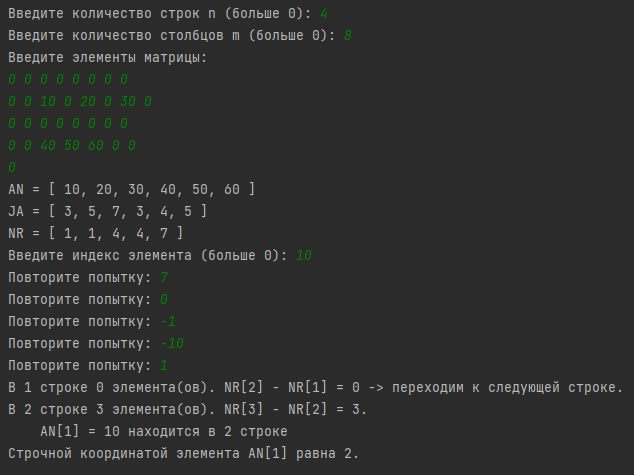 Введите количество строк n (больше 0): 4
Введите количество столбцов m (больше 0): 8
Введите элементы матрицы:
0 0 0 0 0 0 0 0
0 0 10 0 20 0 30 0
0 0 0 0 0 0 0 0
0 0 40 50 60 0 0
0
AN = [ 10, 20, 30, 40, 50, 60 ]
JA = [ 3, 5, 7, 3, 4, 5 ]
NR = [ 1, 1, 4, 4, 7 ]
Введите индекс элемента (больше 0): 10
Повторите попытку: 7
Повторите попытку: 0
Повторите попытку: -1
Повторите попытку: -10
Повторите попытку: 1
В 1 строке 0 элемента(ов). NR[2] - NR[1] = 0 -> переходим к следующей строке.
В 2 строке 3 элемента(ов). NR[3] - NR[2] = 3.
AN[1] = 10 находится в 2 строке
Строчной координатой элемента AN[1] равна 2.